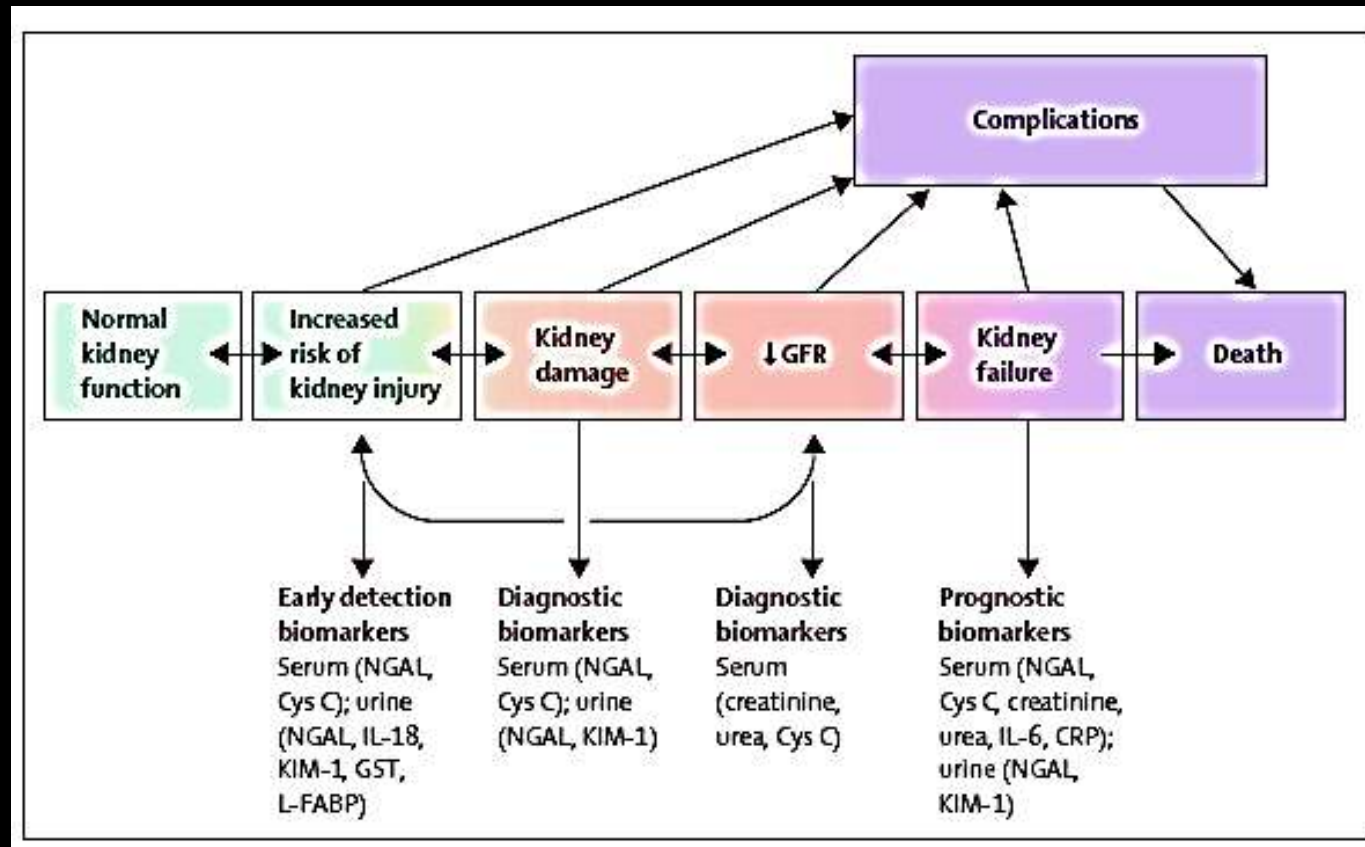 Complications
Normal
kidney
function
Increased
risk of
kidney injury
Kidney
damage
↓GFR
Kidney
failure
Death
Early detection
biomarkers
Serum (NGAL,
Cys C); urine
(NGAL, IL-18,
KIM-1, GST,
L-FABP)
Diagnostic
biomarkers
Serum (NGAL,
Cys C); urine
(NGAL, KIM-1)
Diagnostic
biomarkers
Serum
(creatinine,
urea, Cys C)
Prognostic
biomarkers
Serum (NGAL,
Cys C, creatinine,
urea, IL-6, CRP);
urine (NGAL,
KIM-1)